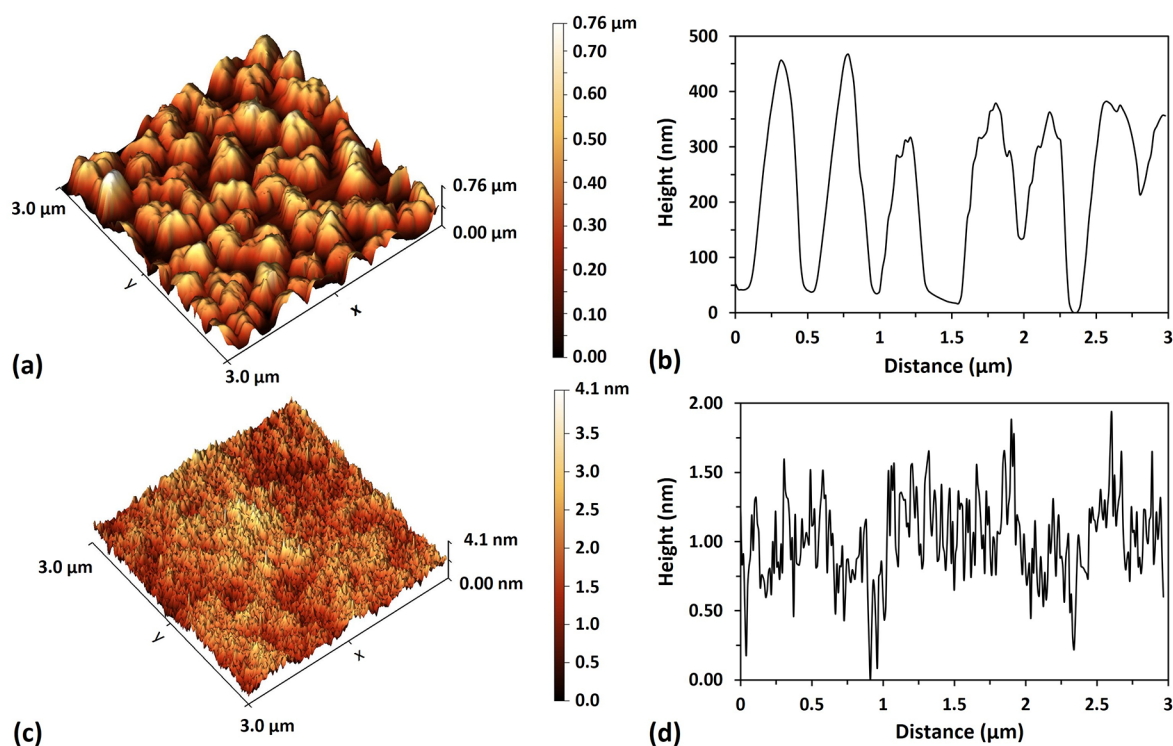 0.76 µm
0.70
0.60
0.50
0.40
0.30
0.20
0.10
0.00
0.76 µm
0.00 µm
3.0 µm
y
x
3.0 µm
(a)
500
400
300
200
100
0
Height (nm)
0 0.5 1 1.5 2 2.5 3
Distance (µm)
(b)
4.1 nm
3.5
3.0
2.5
2.0
1.5
1.0
0.5
0.0
4.1 nm
0.00 nm
3.0 µm
y
x
3.0 µm
(c)
2.00
1.50
1.00
0.50
0.00
Height (nm)
0 0.5 1 1.5 2 2.5 3
Distance (µm)
(d)